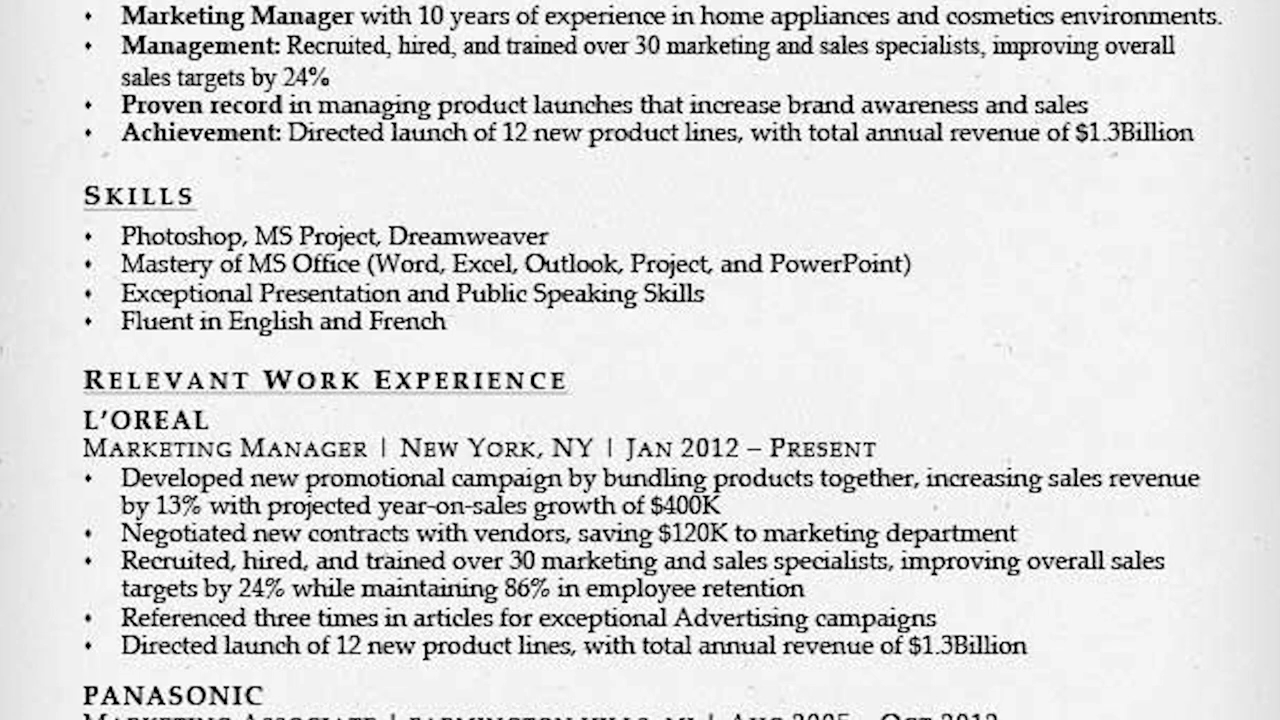 • Marketing Manager with 10 years of experience in home appliances and cosmetics environments.
• Management: Recruited, hired, and trained over 30 marketing and sales specialists, improving overall
sales targets by 24%
• Proven record in managing product launches that increase brand awareness and sales
• Achievement: Directed launch of 12 new product lines, with total annual revenue of $1.3Billion
SKILLS
• Photoshop, MS Project, Dreamweaver
• Mastery of MS Office (Word, Excel, Outlook, Project, and PowerPoint)
• Exceptional Presentation and Public Speaking Skills
• Fluent in English and French
RELEVANT WORK EXPERIENCE
L'OREAL
MARKETING MANAGER | NEW YORK, NY | JAN 2012 – PRESENT
• Developed new promotional campaign by bundling products together, increasing sales revenue
by 13% with projected year-on-sales growth of $400K
• Negotiated new contracts with vendors, saving $120K to marketing department
• Recruited, hired, and trained over 30 marketing and sales specialists, improving overall sales
targets by 24% while maintaining 86% in employee retention
• Referenced three times in articles for exceptional Advertising campaigns
• Directed launch of 12 new product lines, with total annual revenue of $1.3Billion
PANASONIC
MARKETING ASSOCIATE | FARMINGTON HILLS, MI | AUG 2005 – OCT 2012